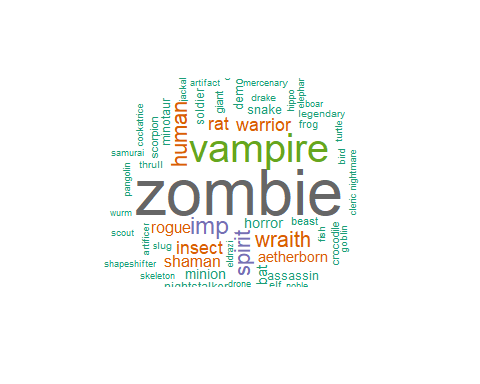 artifact
mercenary
jackal
soldier
giant
demo
drake
hippo
elephant
boar
cockatrice
minotaur
human
snake
legendary
scorpion
rat
warrior
frog
turtle
samurai
thrull
vampire
bird
pangolin
zombie
cleric
nightmare
wurm
rogue
imp
horror
beast
scout
artificer
slug
insect
eldrazi
spirit
wraith
fish
crocodile
goblin
shapeshifter
shaman
aetherborn
skeleton
minion
bat
assassin
nightstalker
drone
elf
noble